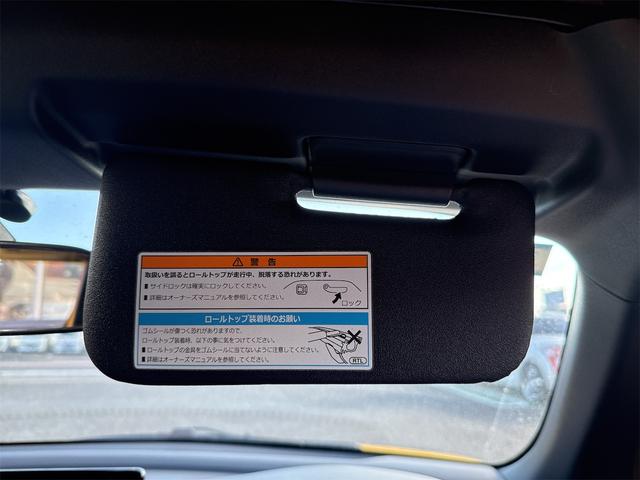 ⚠ 警告
取扱いを誤るとロールトップが走行中、脱落する恐れがあります。
■サイドロックは確実にロックしてください。
■詳細はオーナーズマニュアルを参照してください。
ロック
ロールトップ装着時のお願い
ゴムシールが傷つく恐れがありますので、
ロールトップ装着時、以下の事に気をつけてください。
■ロールトップの金具をゴムシールに当てないように注意してください。
■詳細はオーナーズマニュアルを参照してください。
RTL